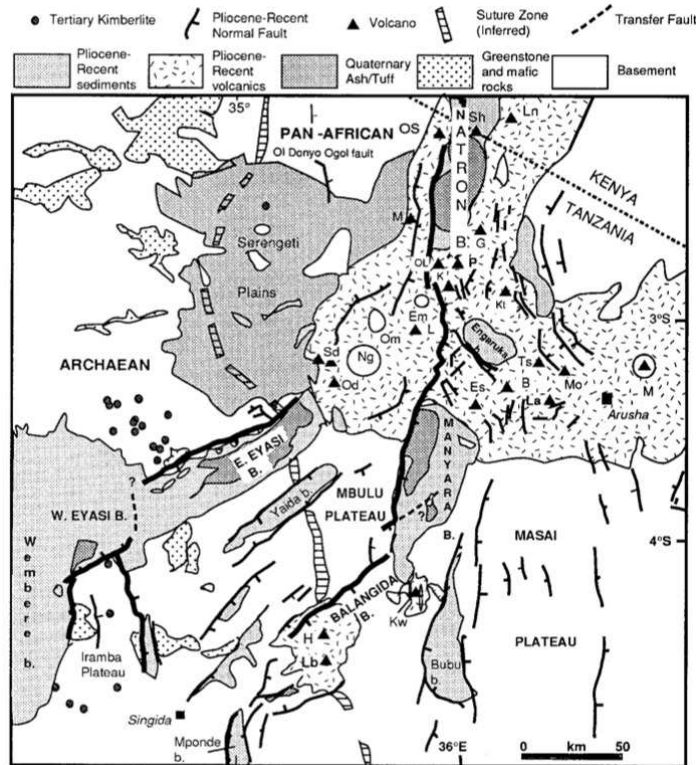 Tertiary Kimberlite
Pliocene-Recent
Normal Fault
Volcano
Suture Zone
(Inferred)
Transfer Fault
Pliocene-
Recent
sediments
Pliocene-
Recent
volcanics
Quaternary
Ash/Tuff
Greenstone
and mafic
rocks
Basement
35°
PAN-AFRICAN
OS
NATRON
B.
Sh
Ln
Ol Donyo Ogol fault
KENYA
TANZANIA
M
G
Serengeti
Plains
OL
K
P
Kt
3°S
Em
L
Om
Engaruka
b.
ARCHAEAN
Sd
Ng
Od
Ts
Mo
M
Es
B
La
Arusha
E. EYASI
B.
MANYARA
B.
?
W. EYASI B.
Yaida b.
MBULU
PLATEAU
?
MASAI
4°S
Wembere b.
BALANGIDA
B.
Kw
H
Iramba
Plateau
Lb
Bubu
b.
PLATEAU
Singida
Mponde
b.
36°E
0 km 50